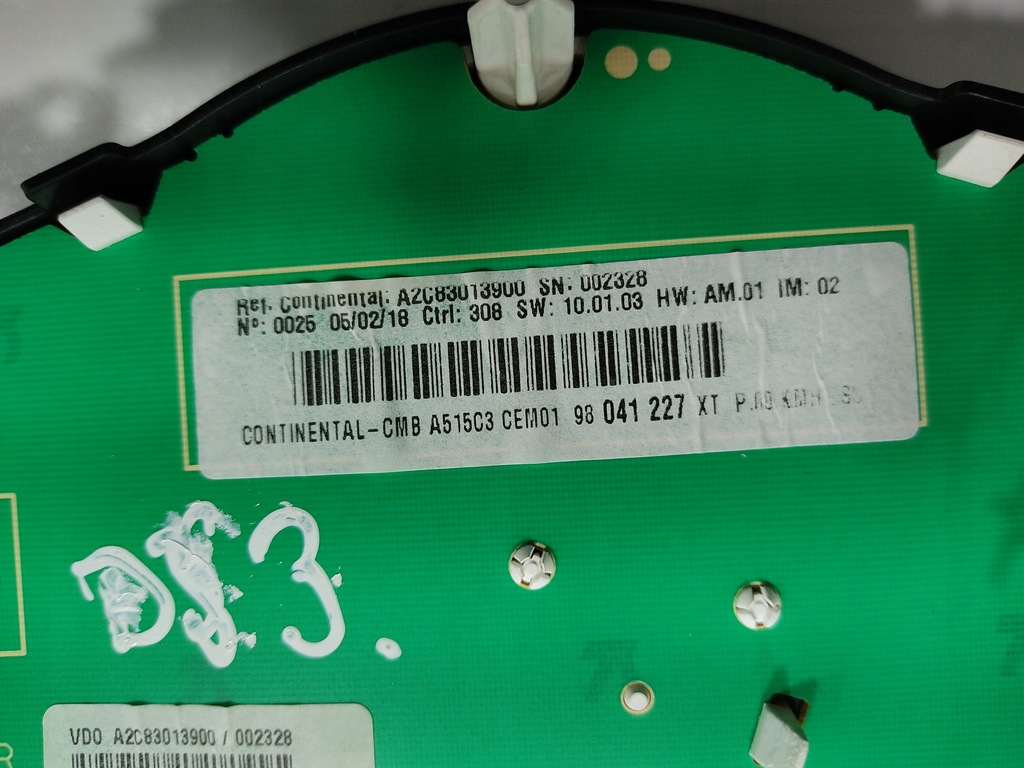 Ref. Continental: A2C83013900 SN: 002328
Nº: 0025 05/02/18 Ctrl: 308 SW: 10.01.03 HW: AM.01 IM: 02
CONTINENTAL-CMB A515C3 CEM01 98 041 227 XT
DS3.
VDO A2C83013900 / 002328